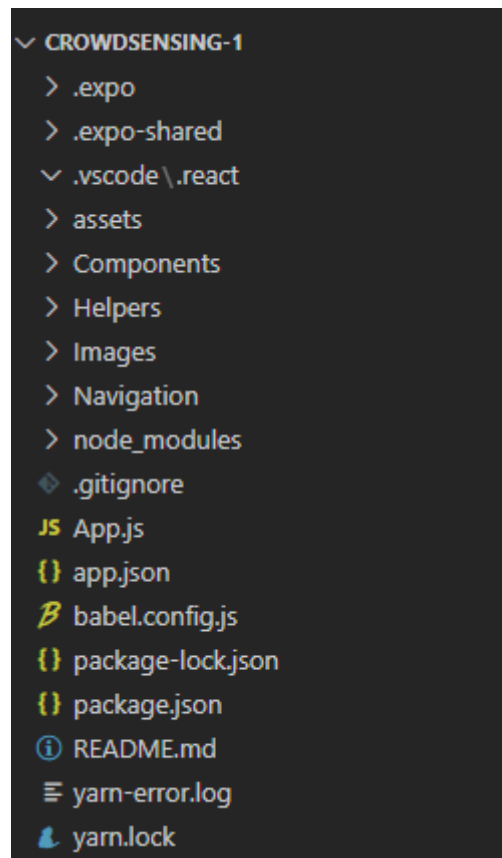 CROWDSENSING-1
.expo
.expo-shared
.vscode\.react
assets
Components
Helpers
Images
Navigation
node_modules
.gitignore
JS App.js
{} app.json
B babel.config.js
{} package-lock.json
{} package.json
README.md
yarn-error.log
yarn.lock